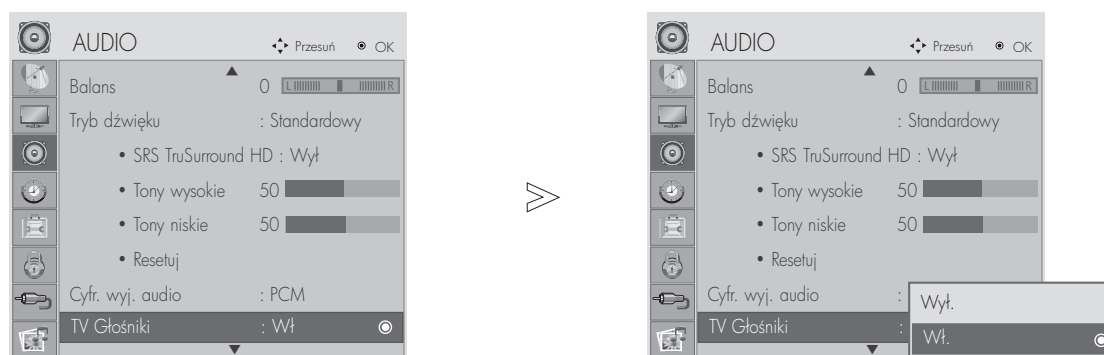 AUDIO Przesuń OK
Balans 0 L R
Tryb dźwięku : Standardowy
• SRS TruSurround HD : Wył
• Tony wysokie 50
• Tony niskie 50
• Resetuj
Cyfr. wyj. audio : PCM
TV Głośniki : Wł
AUDIO Przesuń OK
Balans 0 L R
Tryb dźwięku : Standardowy
• SRS TruSurround HD : Wył
• Tony wysokie 50
• Tony niskie 50
• Resetuj
Cyfr. wyj. audio :
TV Głośniki :
Wył.
Wł.